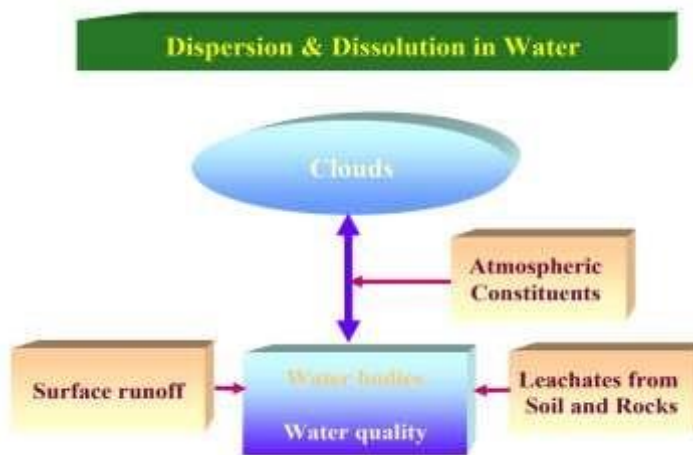 Dispersion & Dissolution in Water
Clouds
Atmospheric
Constituents
Surface runoff
Water bodies
Water quality
Leachates from
Soil and Rocks